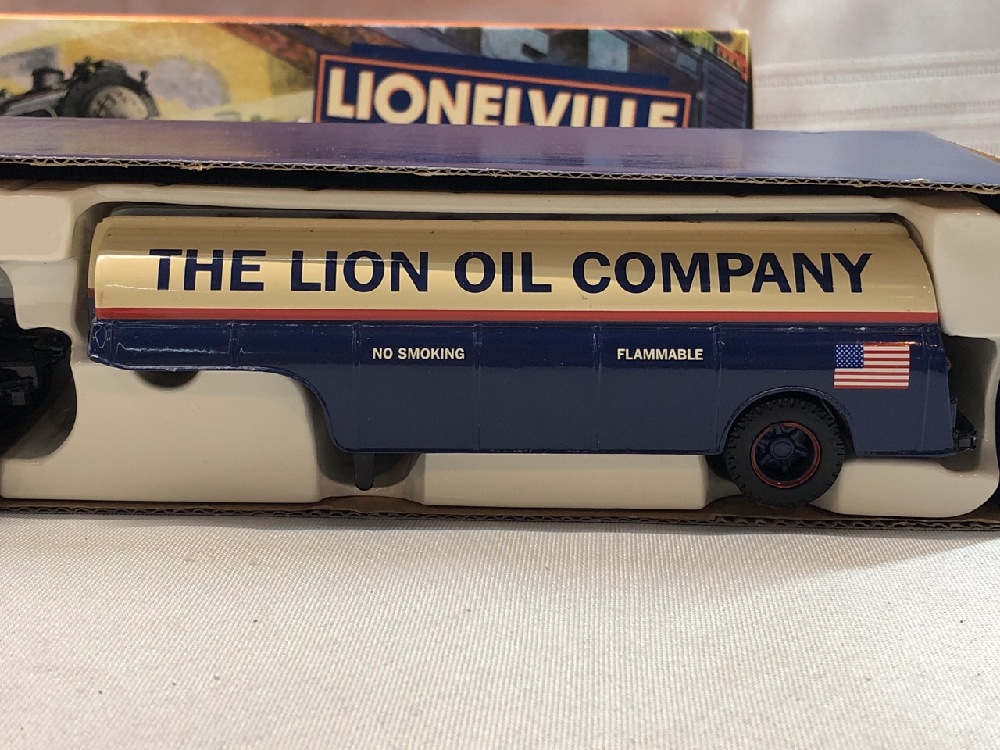 LIONELVILLE
THE LION OIL COMPANY
NO SMOKING
FLAMMABLE